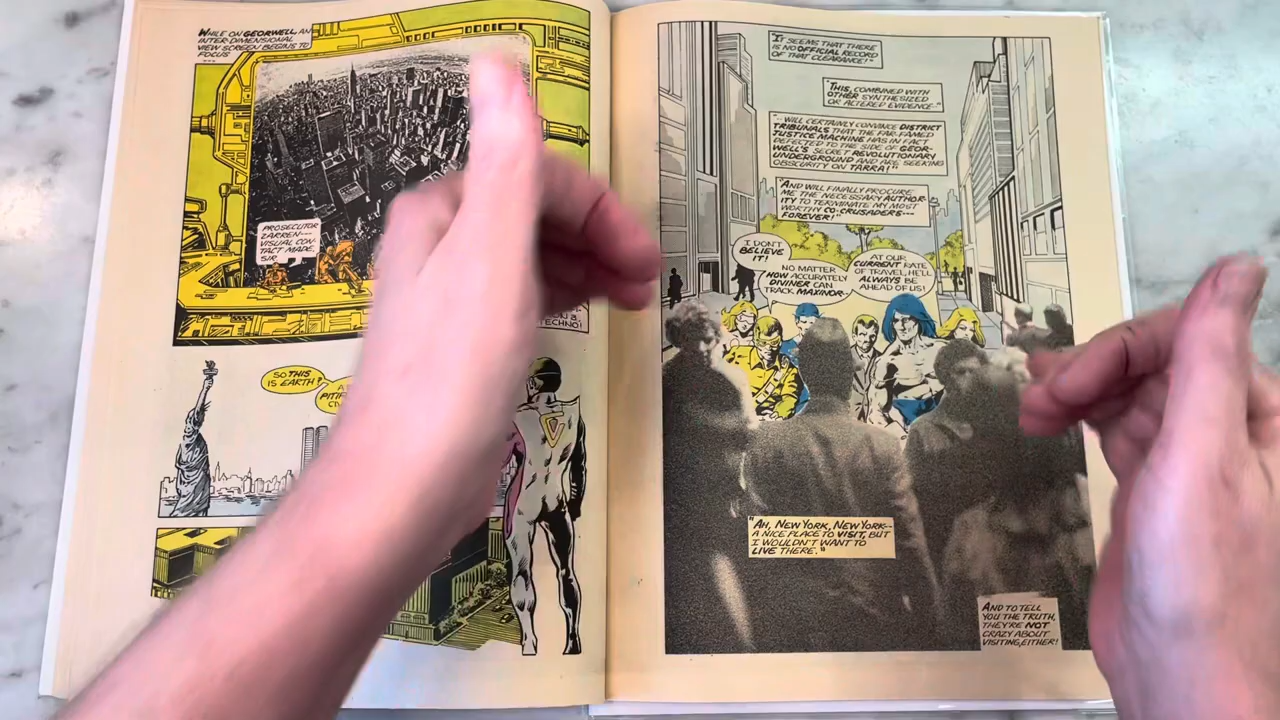 WHILE ON GEORWELL, AN
INTER-DIMENSIONAL
VIEW SCREEN BEGINS TO
FOCUS
PROSECUTOR
ZARREN---
VISUAL CON-
TACT MADE,
SIR.
TECHNO!
SO THIS
IS EARTH?
IT SEEMS THAT THERE
IS NO OFFICIAL RECORD
OF THAT CLEARANCE!"
"THIS, COMBINED WITH
OTHER SYNTHESIZED
OR ALTERED EVIDENCE--"
"--WILL CERTAINLY CONVINCE DISTRICT
TRIBUNALS THAT THE FAR-FAMED
JUSTICE MACHINE HAS IN FACT
DEFECTED TO THE SIDE OF GEOR-
WELL'S SECRET REVOLUTIONARY
UNDERGROUND AND ARE SEEKING
OBSCURITY ON TARRA!"
"AND WILL FINALLY PROCURE
ME THE NECESSARY AUTHOR-
ITY TO TERMINATE MY MOST
WORTHY CO-CRUSADERS---
FOREVER!"
I DON'T
BELIEVE
IT!
NO MATTER
HOW ACCURATELY
DIVINER CAN
TRACK MAXINOR--
AT OUR
CURRENT RATE
OF TRAVEL, HE'LL
ALWAYS BE
AHEAD OF US!
"AH, NEW YORK, NEW YORK--
A NICE PLACE TO VISIT, BUT
I WOULDN'T WANT TO
LIVE THERE."
AND TO TELL
YOU THE TRUTH,
THEY'RE NOT
CRAZY ABOUT
VISITING, EITHER!